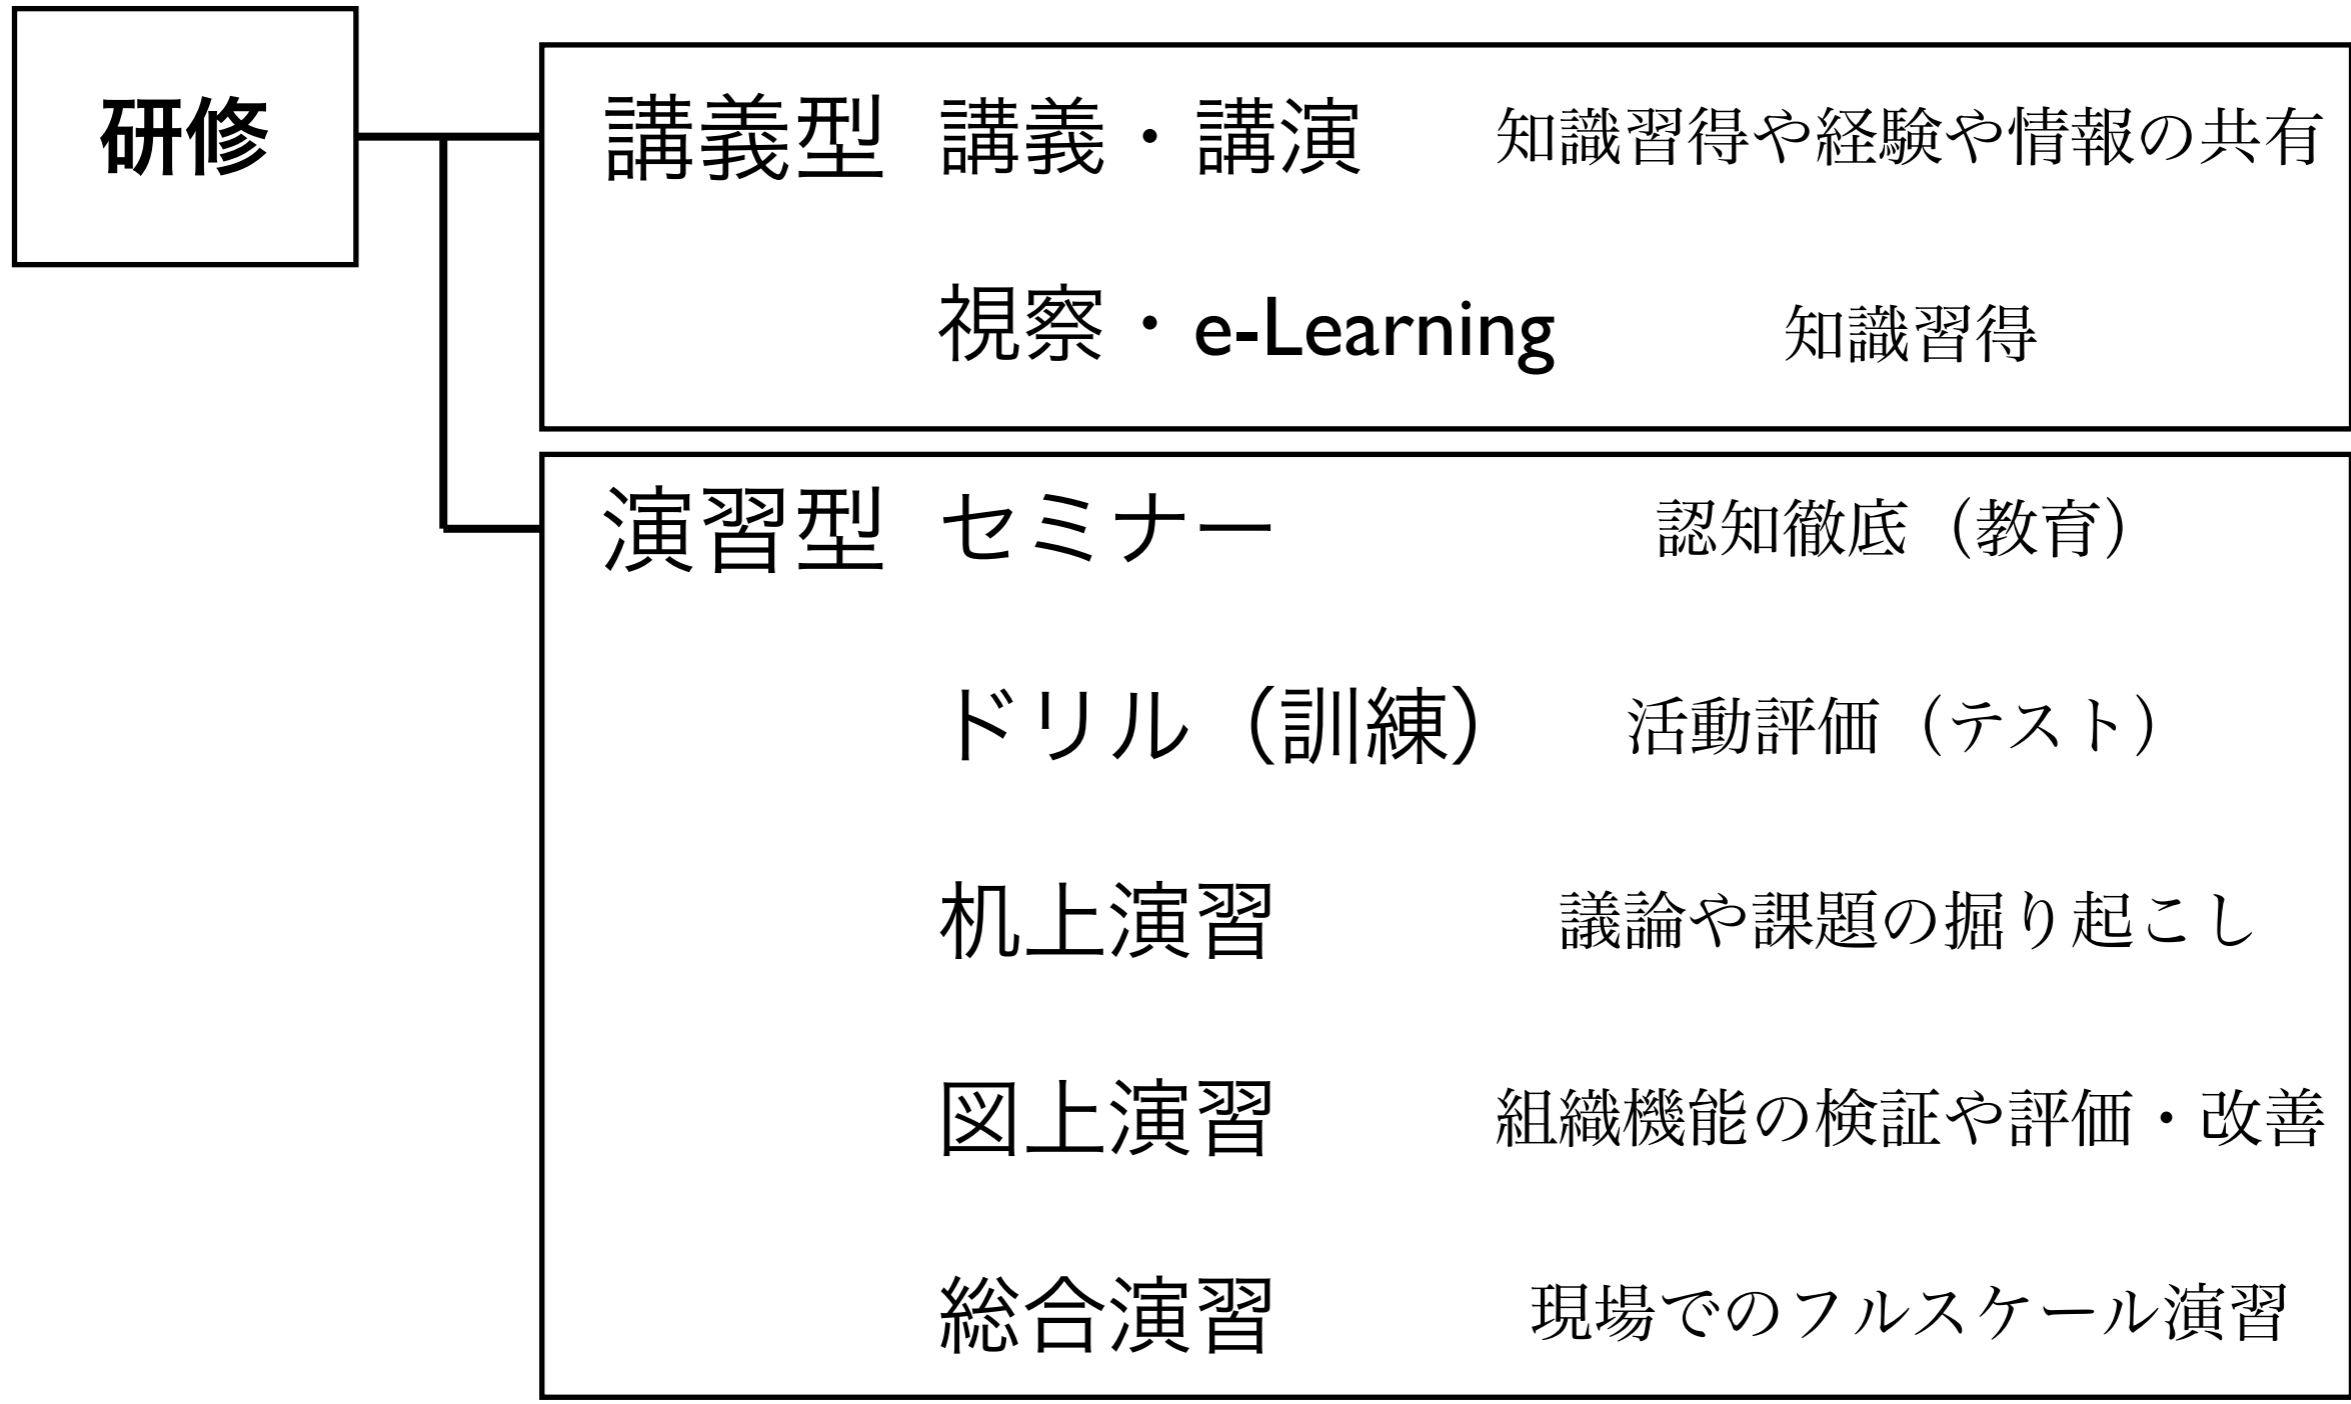 研修
講義型 講義・講演 知識習得や経験や情報の共有
視察・e-Learning 知識習得
演習型 セミナー 認知徹底（教育）
ドリル（訓練） 活動評価（テスト）
机上演習 議論や課題の掘り起こし
図上演習 組織機能の検証や評価・改善
総合演習 現場でのフルスケール演習